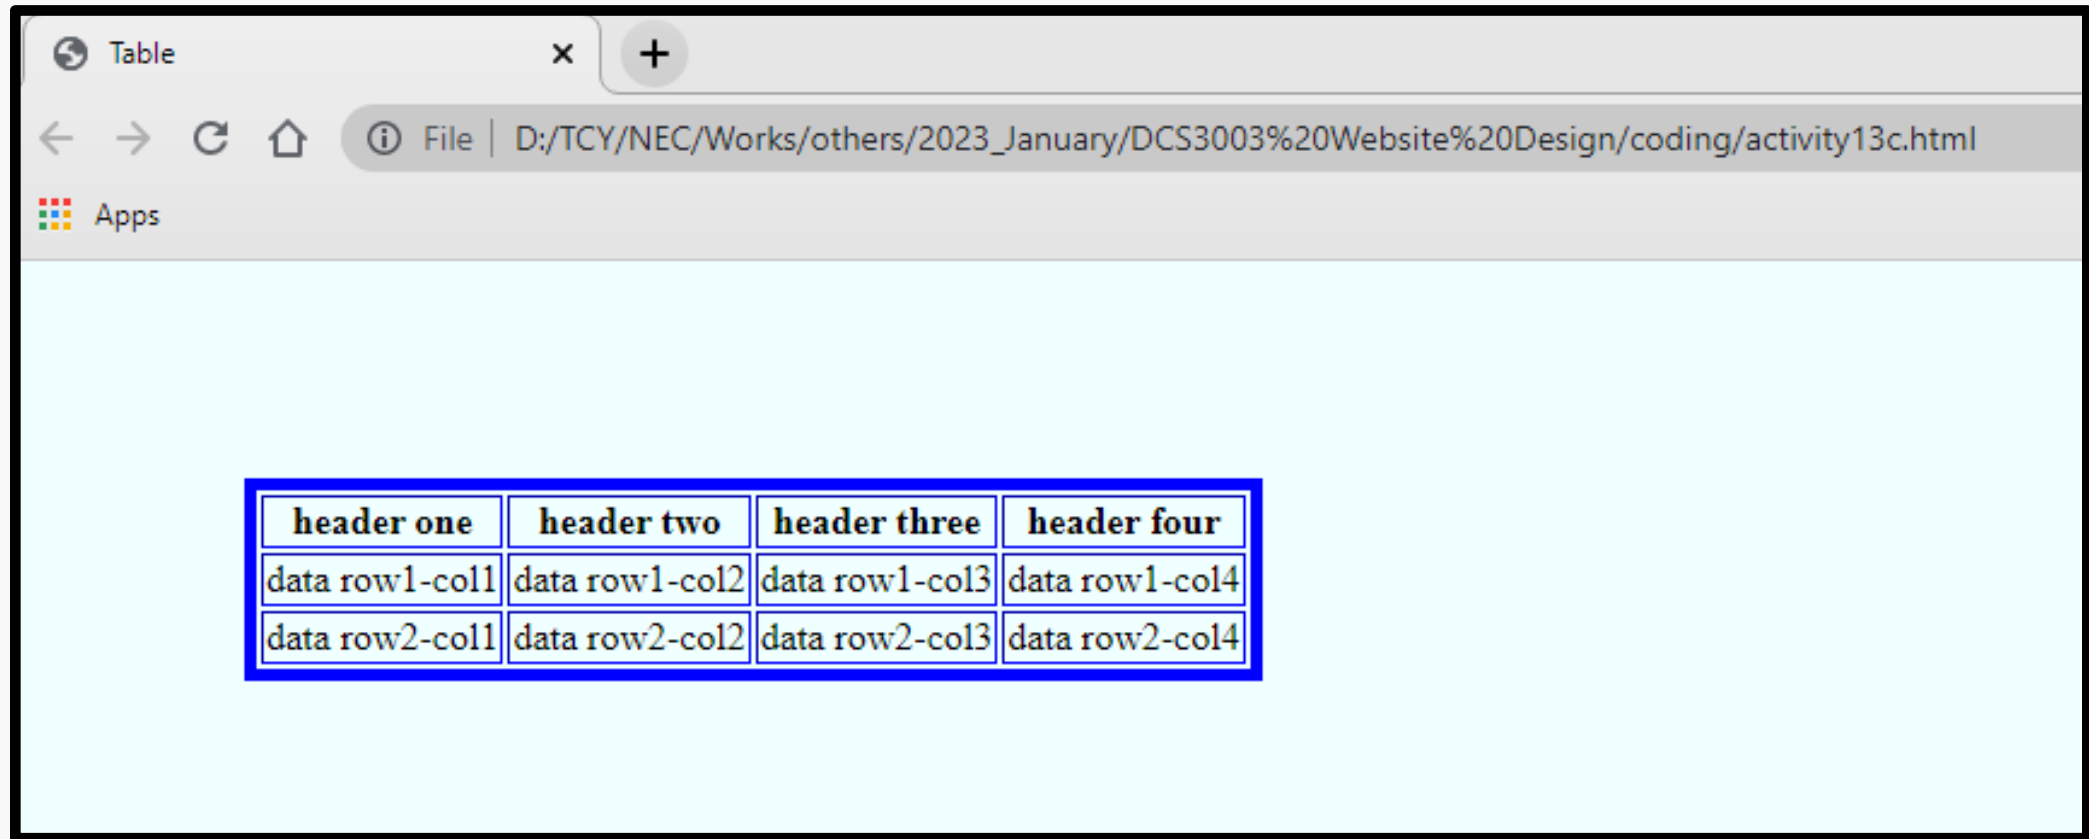 Table
File D:/TCY/NEC/Works/others/2023_January/DCS3003%20Website%20Design/coding/activity13c.html
Apps
header one header two header three header four
data row1-col1 data row1-col2 data row1-col3 data row1-col4
data row2-col1 data row2-col2 data row2-col3 data row2-col4